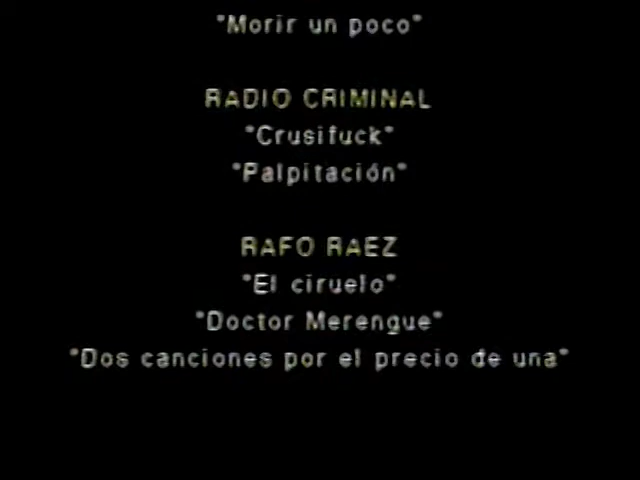 "Morir un poco"
RADIO CRIMINAL
"Crusifuck"
"Palpitación"
RAFO RAEZ
"El ciruelo"
"Doctor Merengue"
"Dos canciones por el precio de una"